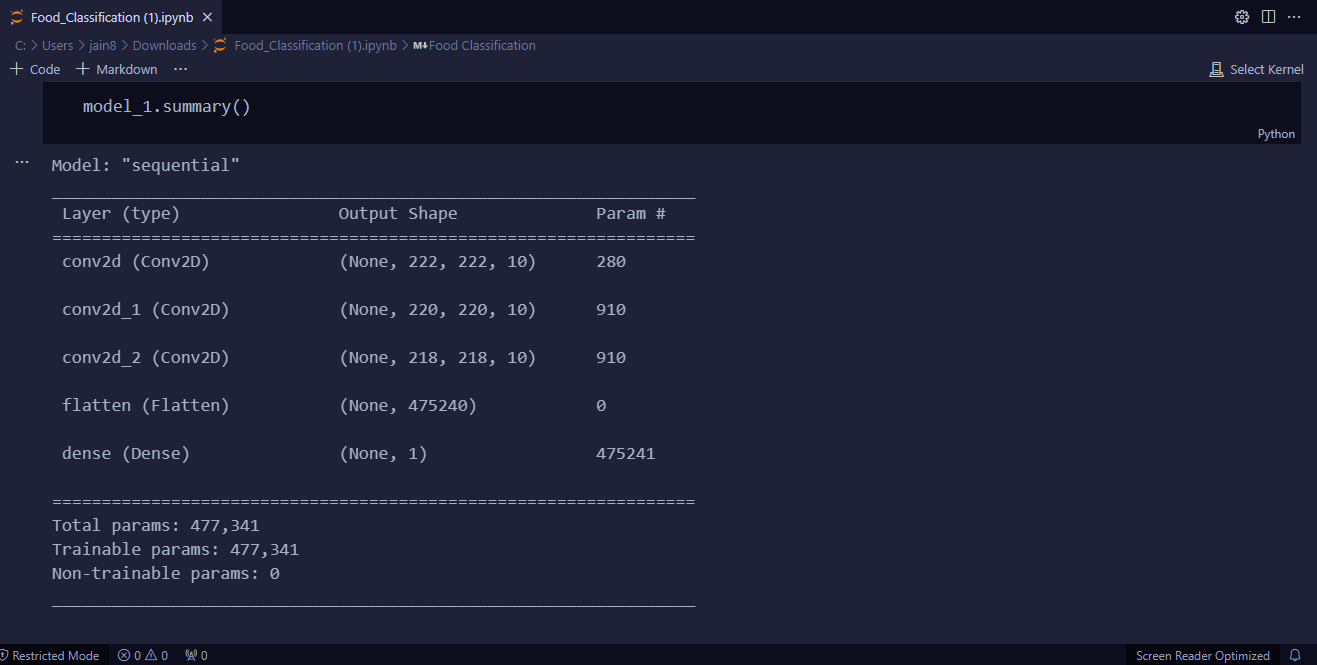 Food_Classification (1).ipynb
C: > Users > jain8 > Downloads > Food_Classification (1).ipynb > M↓Food Classification
+ Code + Markdown ... Select Kernel
model_1.summary()
Python
Model: "sequential"
_________________________________________________________________
Layer (type) Output Shape Param #
=================================================================
conv2d (Conv2D) (None, 222, 222, 10) 280
conv2d_1 (Conv2D) (None, 220, 220, 10) 910
conv2d_2 (Conv2D) (None, 218, 218, 10) 910
flatten (Flatten) (None, 475240) 0
dense (Dense) (None, 1) 475241
=================================================================
Total params: 477,341
Trainable params: 477,341
Non-trainable params: 0
_________________________________________________________________
Restricted Mode 0 0 0 Screen Reader Optimized